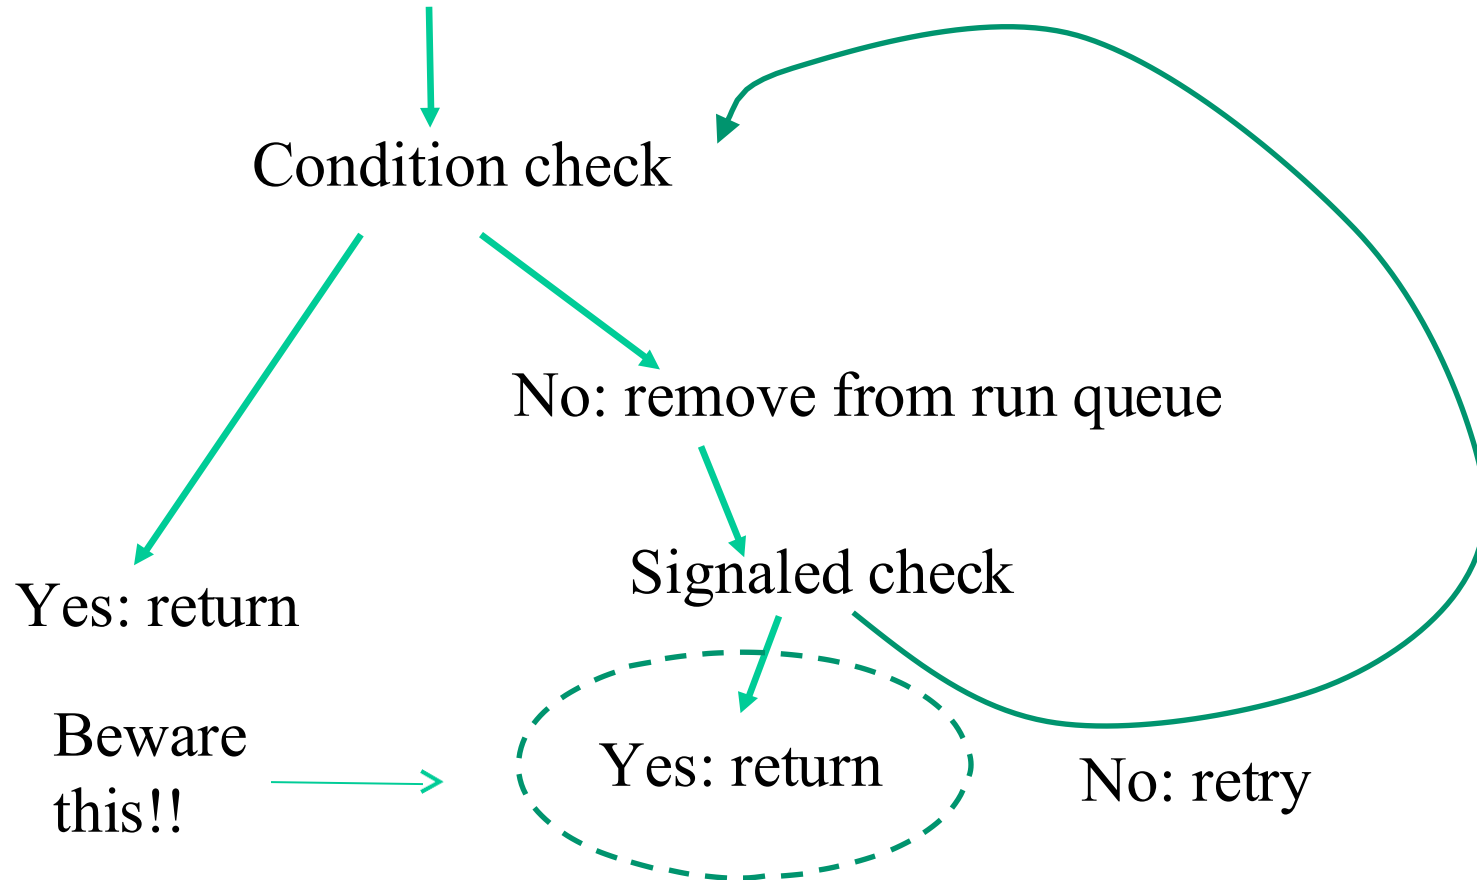 Condition check
No: remove from run queue
Signaled check
Yes: return
Beware
this!!
Yes: return
No: retry